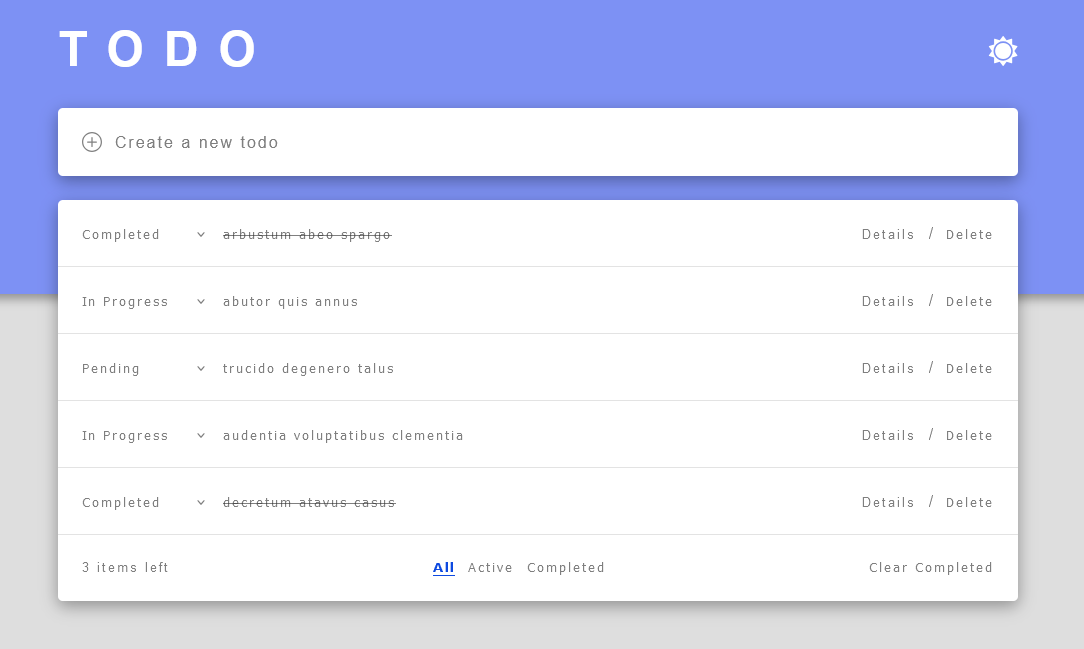 TODO
Create a new todo
Completed arbustum abeo spargo Details / Delete
In Progress abutor quis annus Details / Delete
Pending trucido degenero talus Details / Delete
In Progress audentia voluptatibus clementia Details / Delete
Completed decretum atavus casus Details / Delete
3 items left All Active Completed Clear Completed